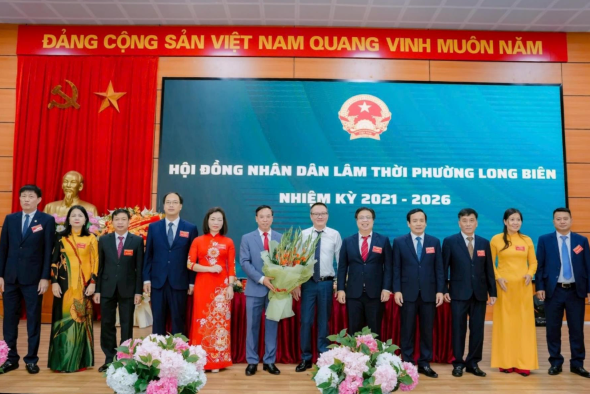 ĐẢNG CỘNG SẢN VIỆT NAM QUANG VINH MUÔN NĂM
HỘI ĐỒNG NHÂN DÂN LÂM THỜI PHƯỜNG LONG BIÊN
NHIỆM KỲ 2021 - 2026